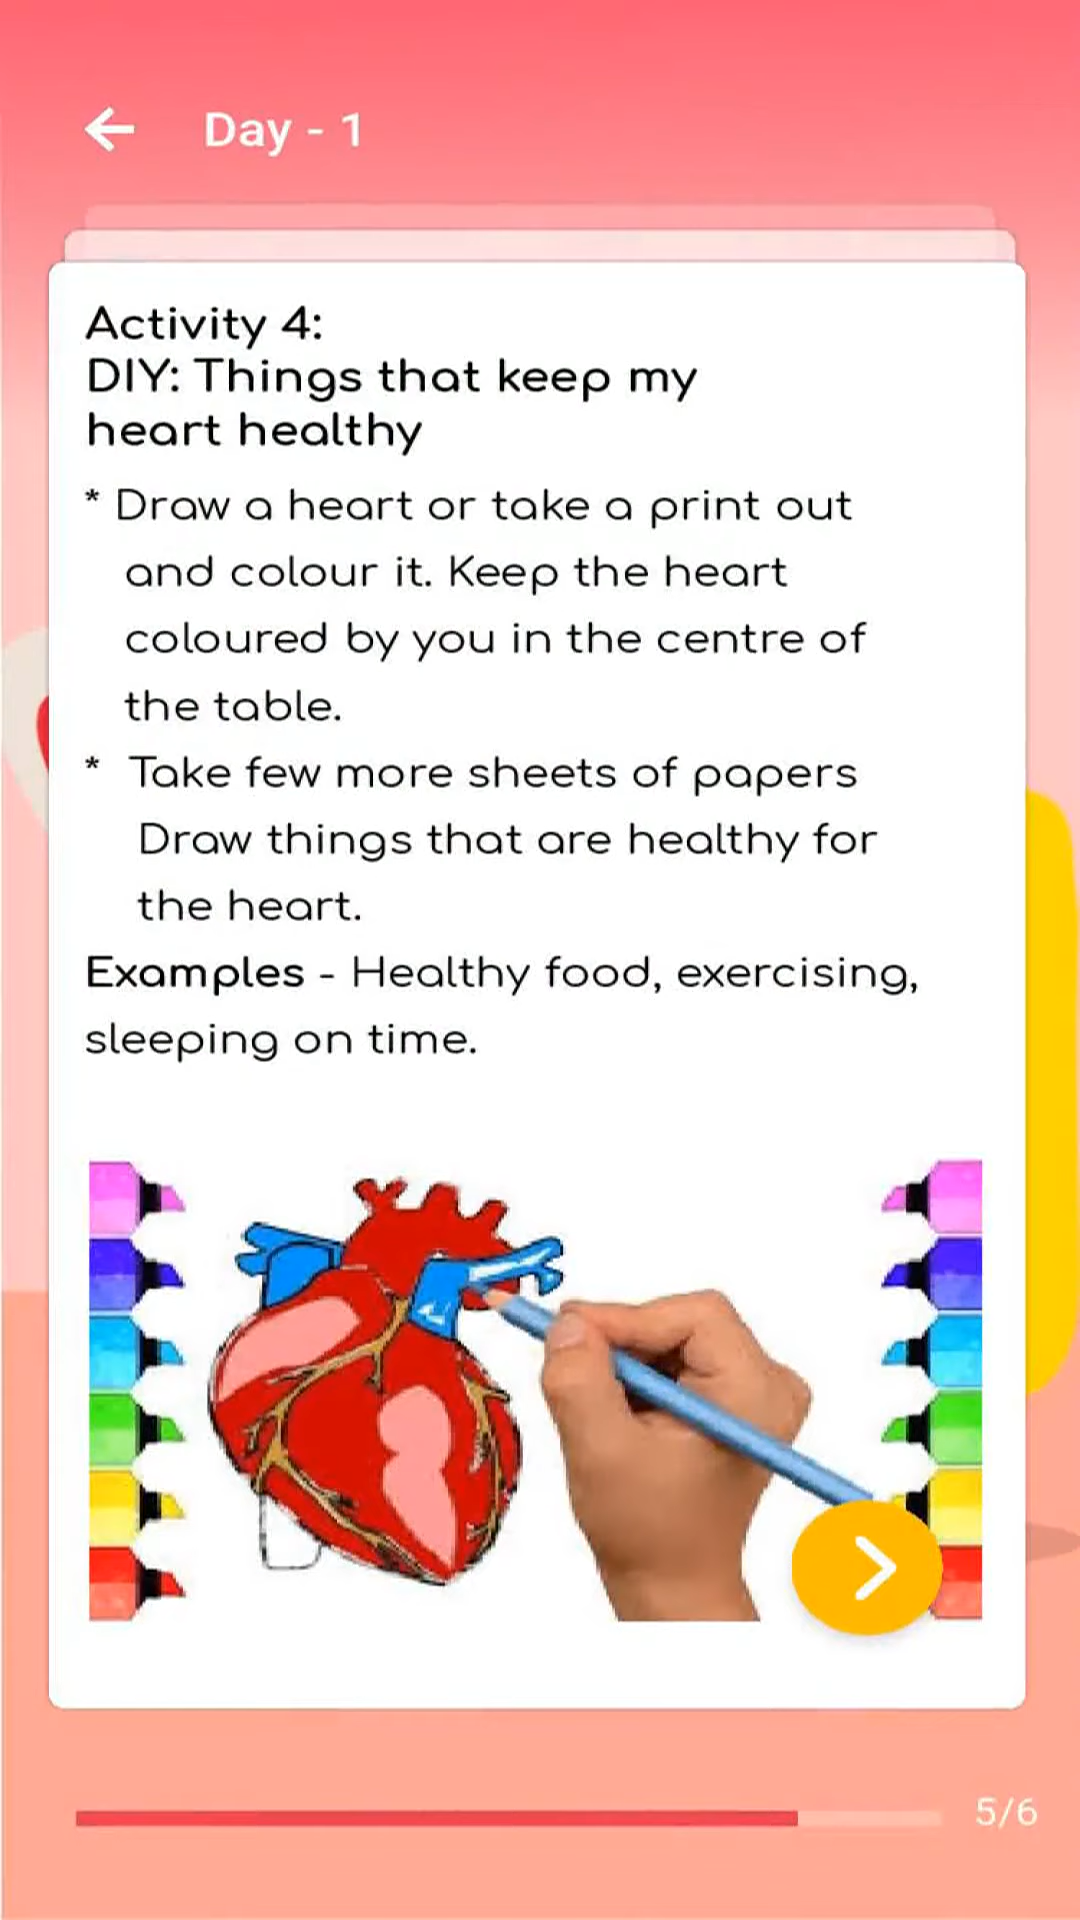 Day - 1
Activity 4:
DIY: Things that keep my
heart healthy
* Draw a heart or take a print out
and colour it. Keep the heart
coloured by you in the centre of
the table.
* Take few more sheets of papers
Draw things that are healthy for
the heart.
Examples - Healthy food, exercising,
sleeping on time.
5/6